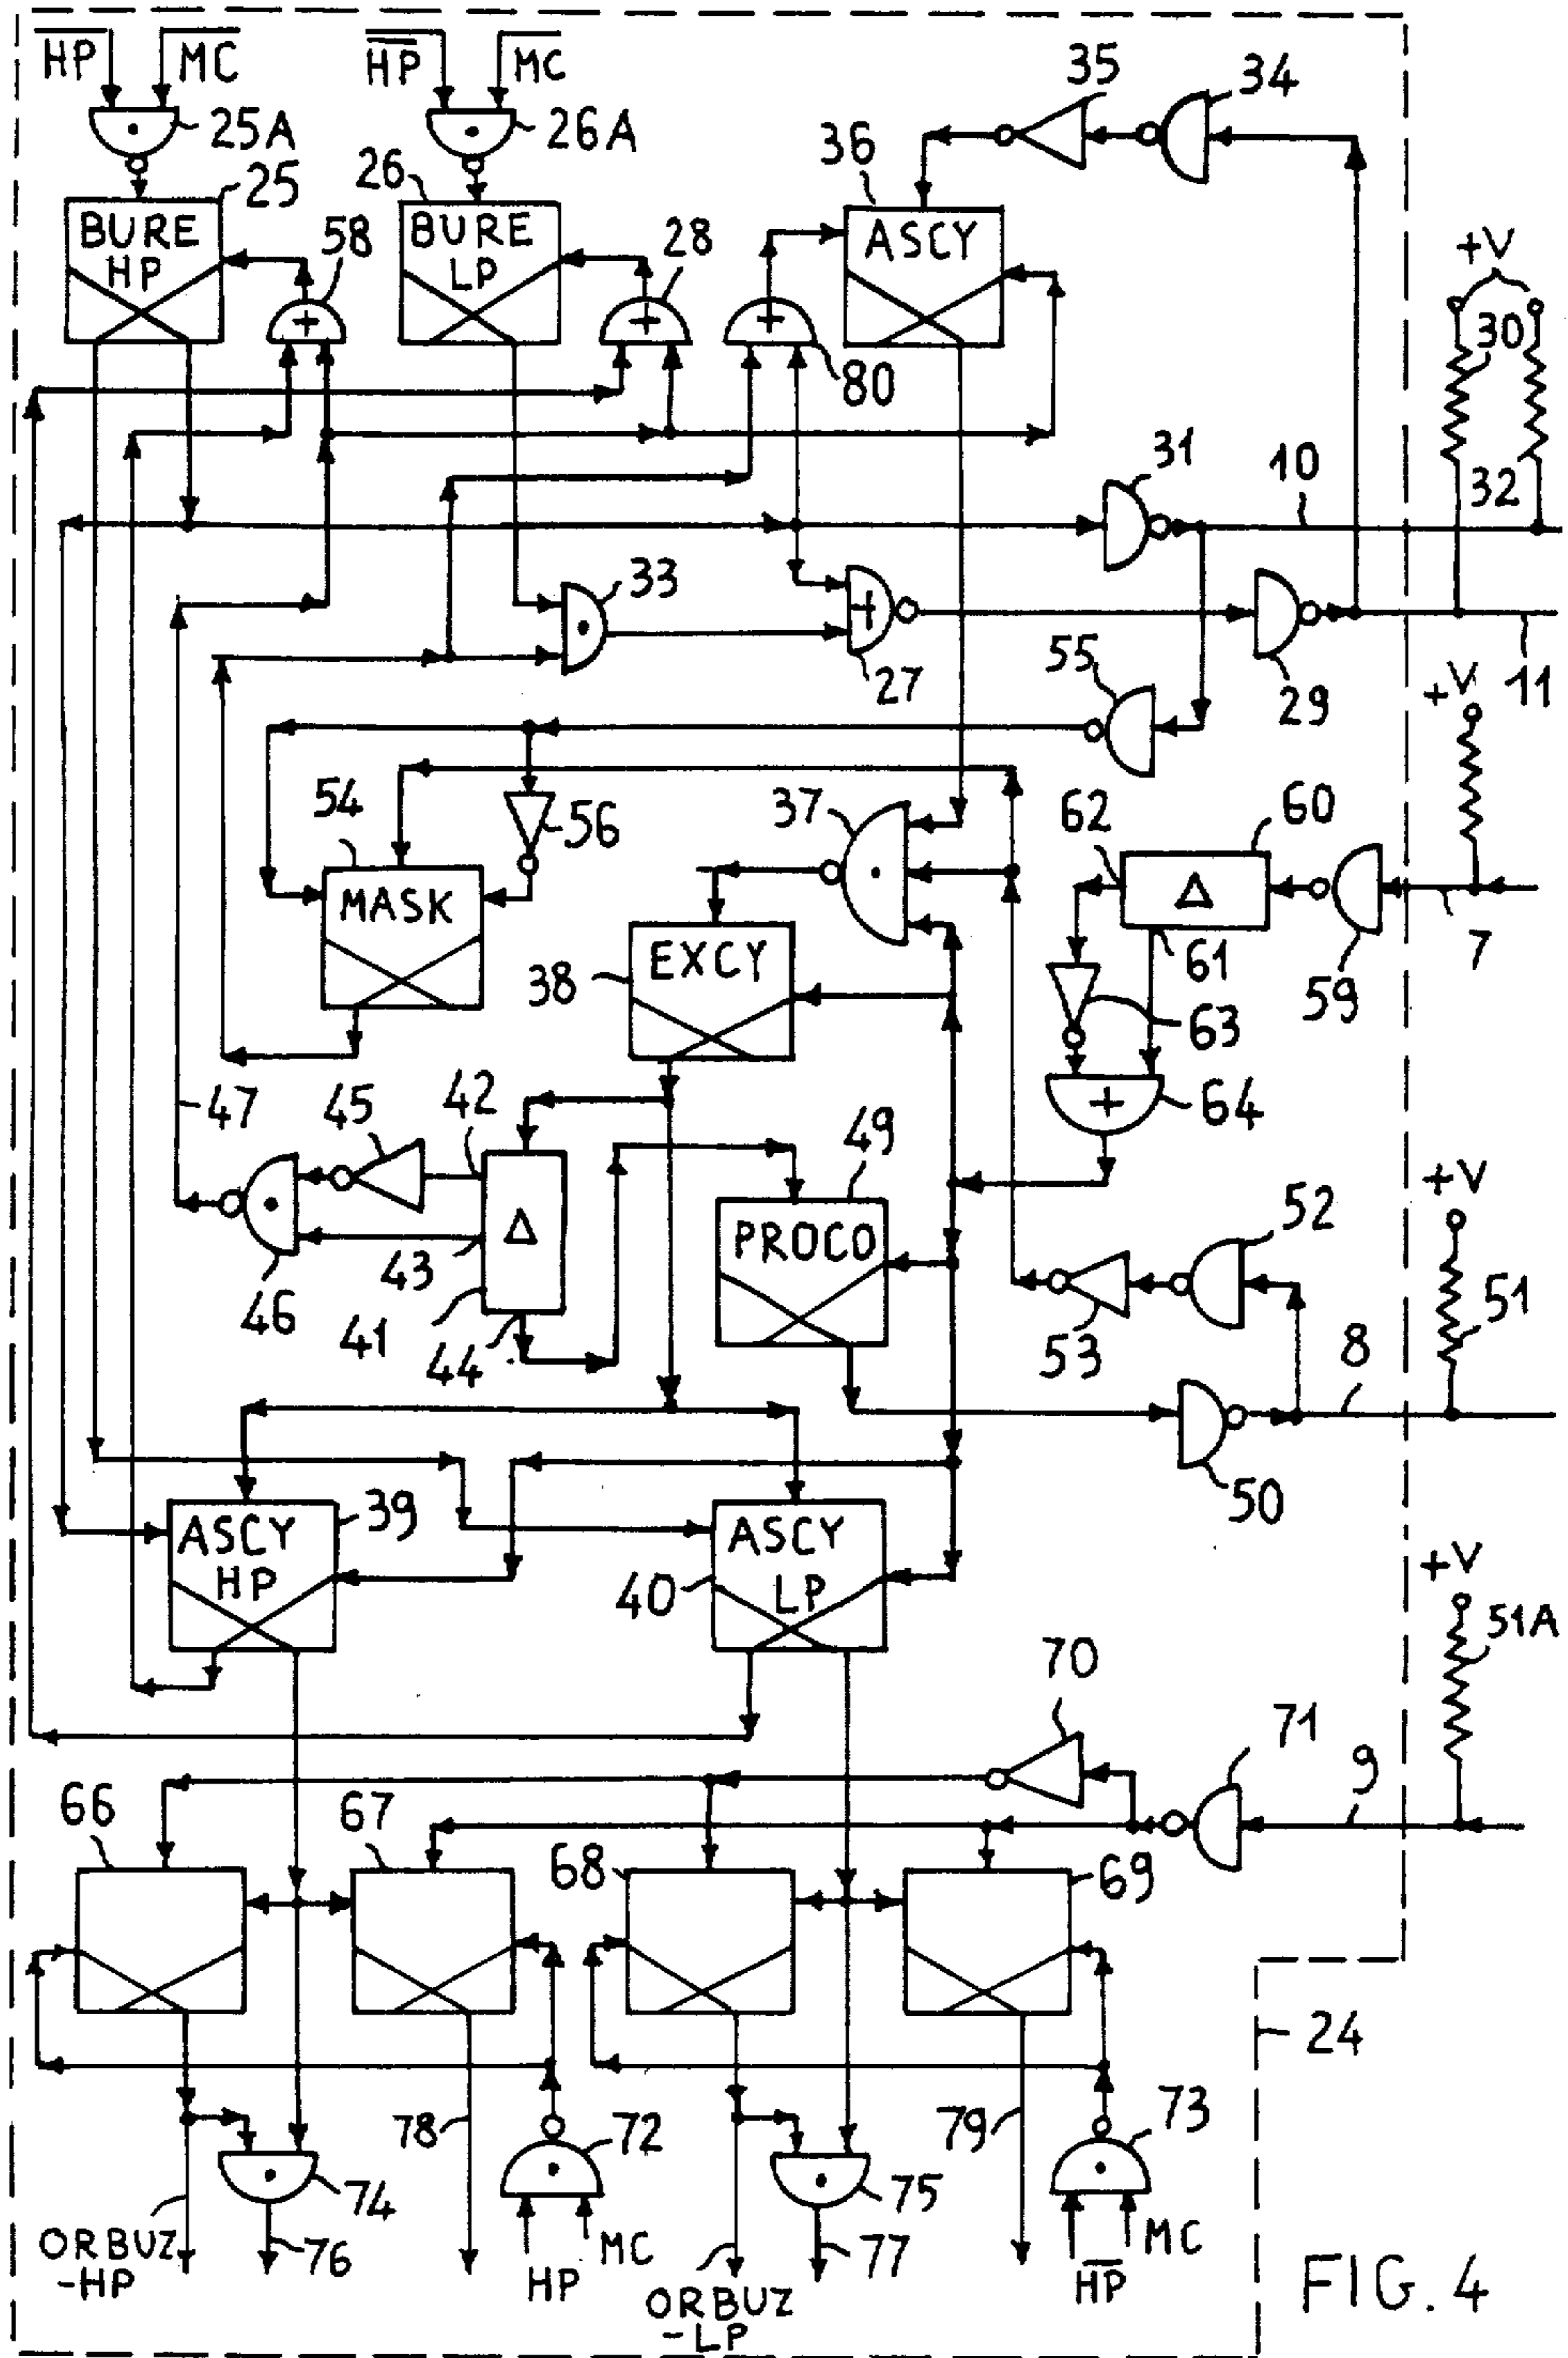 HP MC HP MC
35 34
25A 26A
36
25 26
BURE HP
58
BURE LP
28
ASCY
+V
30
80
31 10
32
33
27
55
29
11
+V
54
56
37
62 60
MASK
EXCY
38
61
59
7
63
47 45 42
64
49
+V
Δ
Δ
52
PROCO
43
46
41
44
53
51
8
50
ASCY HP
39
ASCY LP
40
+V
51A
70
71
9
66 67
68
69
24
78
72
79
73
74
75
ORBUZ
-HP
76
HP MC
77
ORBUZ
-LP
HP MC
FIG. 4